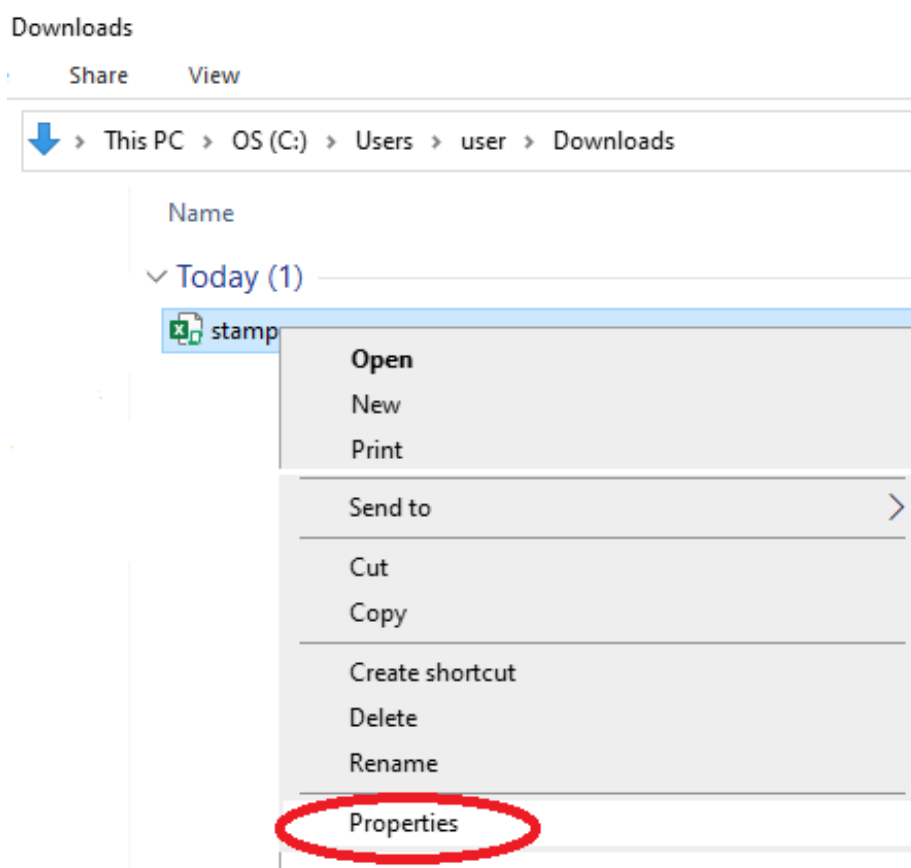 Downloads
Share View
This PC > OS (C:) > Users > user > Downloads
Name
Today (1)
stamp
Open
New
Print
Send to
Cut
Copy
Create shortcut
Delete
Rename
Properties